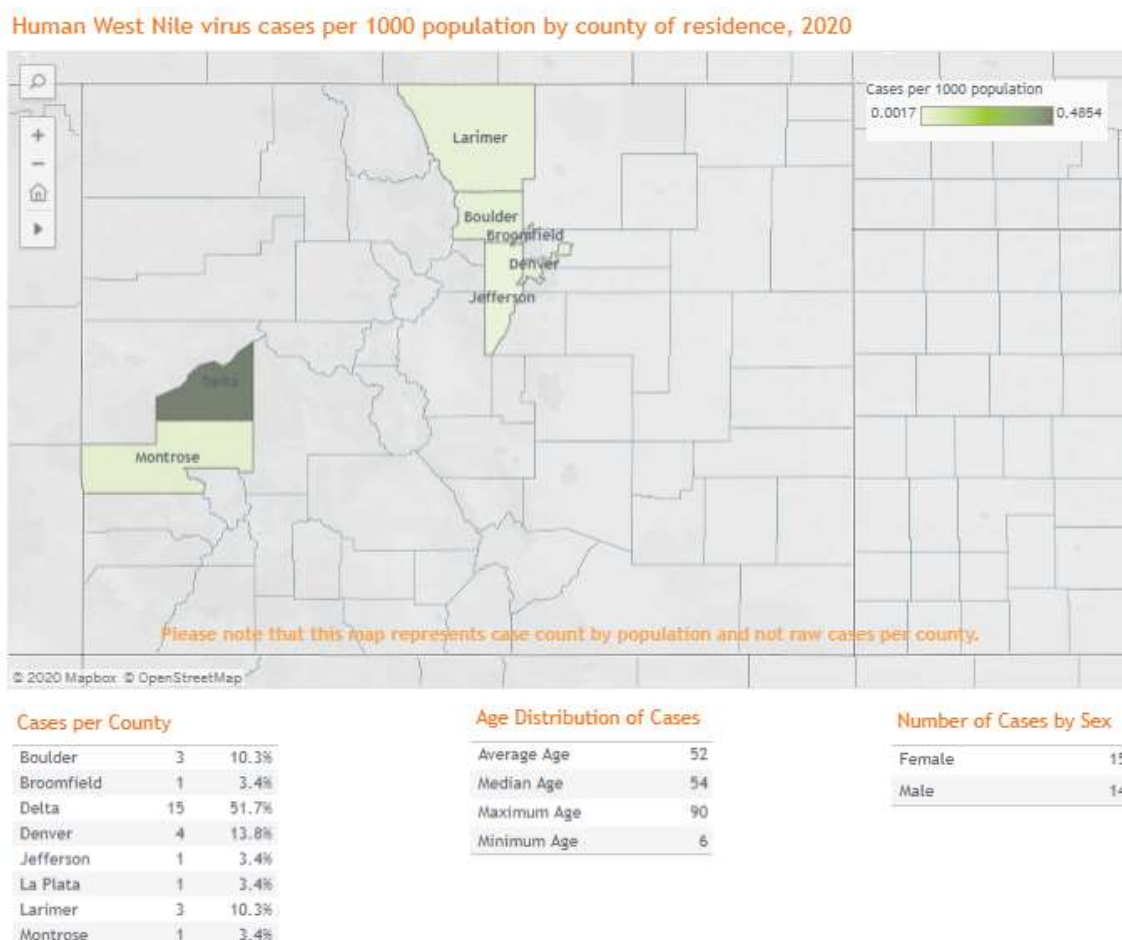 Human West Nile virus cases per 1000 population by county of residence, 2020
Cases per 1000 population
0.0017 0.4854
Larimer
Boulder
Broomfield
Denver
Jefferson
Delta
Montrose
Please note that this map represents case count by population and not raw cases per county.
© 2020 Mapbox © OpenStreetMap
Cases per County
Boulder 3 10.3%
Broomfield 1 3.4%
Delta 15 51.7%
Denver 4 13.8%
Jefferson 1 3.4%
La Plata 1 3.4%
Larimer 3 10.3%
Montrose 1 3.4%
Age Distribution of Cases
Average Age 52
Median Age 54
Maximum Age 90
Minimum Age 6
Number of Cases by Sex
Female 15
Male 14